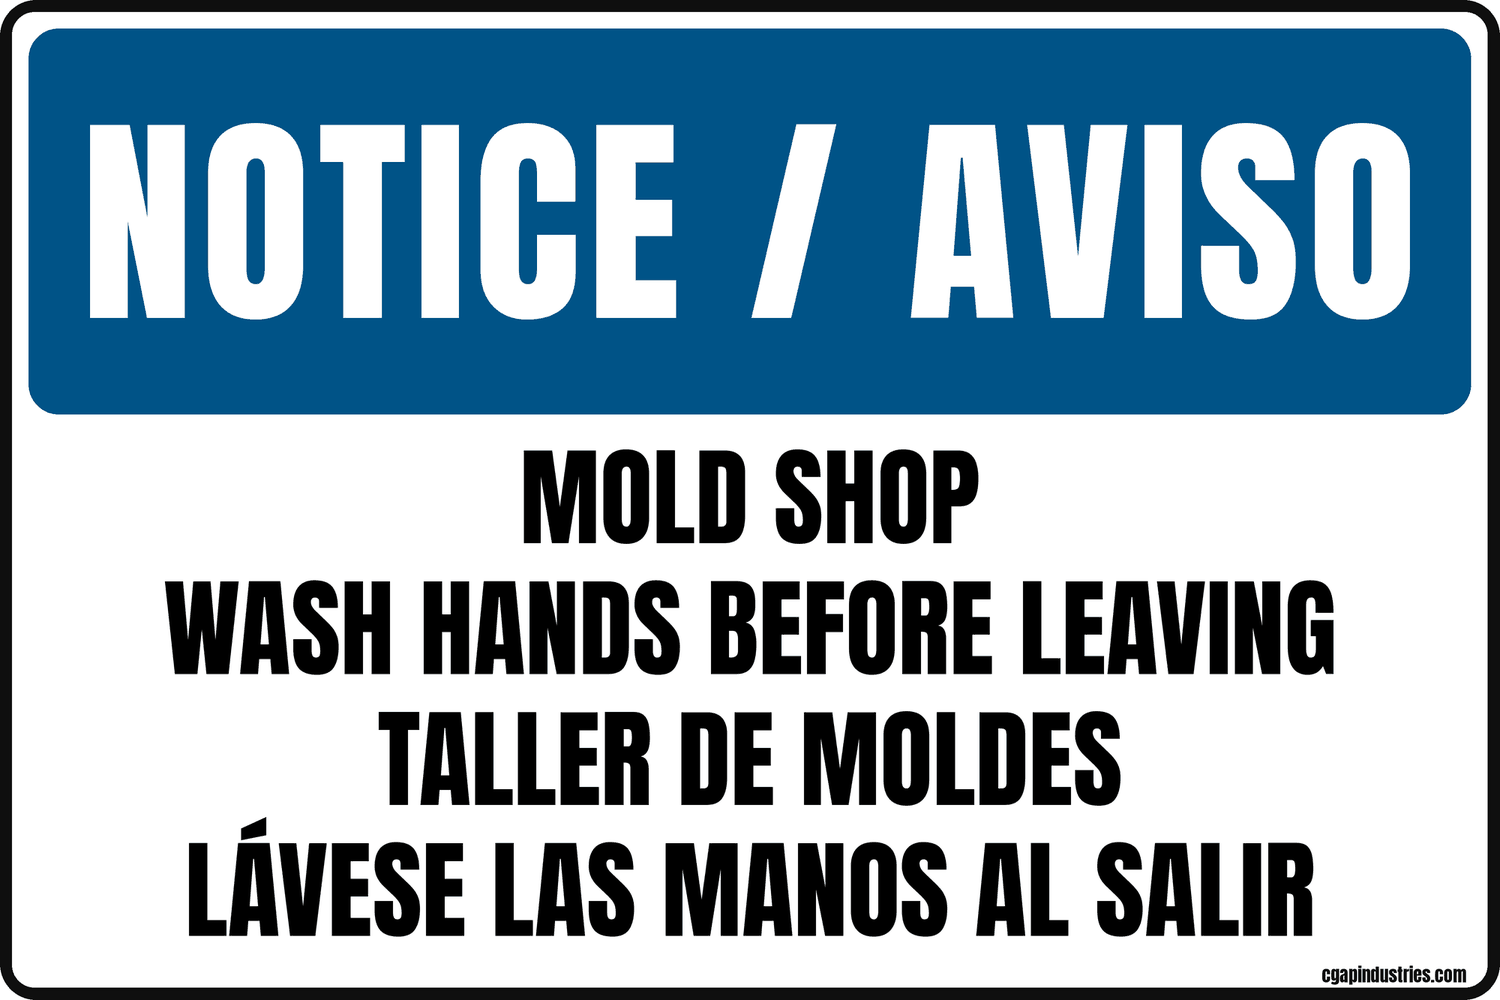 NOTICE / AVISO
MOLD SHOP
WASH HANDS BEFORE LEAVING
TALLER DE MOLDES
LÁVESE LAS MANOS AL SALIR
cgapindustries.com